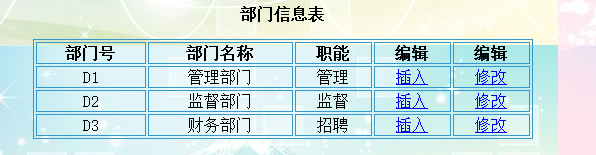 部门信息表
部门号 部门名称 职能 编辑 编辑
D1 管理部门 管理 插入 修改
D2 监督部门 监督 插入 修改
D3 财务部门 招聘 插入 修改